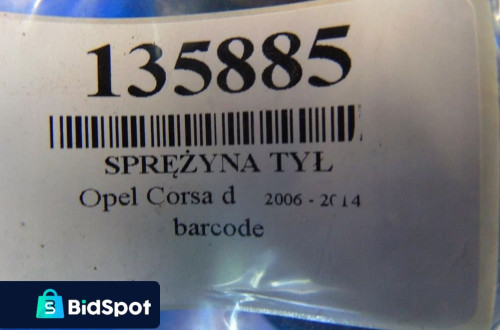 135885
SPRĘŻYNA TYŁ
Opel Corsa d 2006 - 2014
barcode
BidSpot